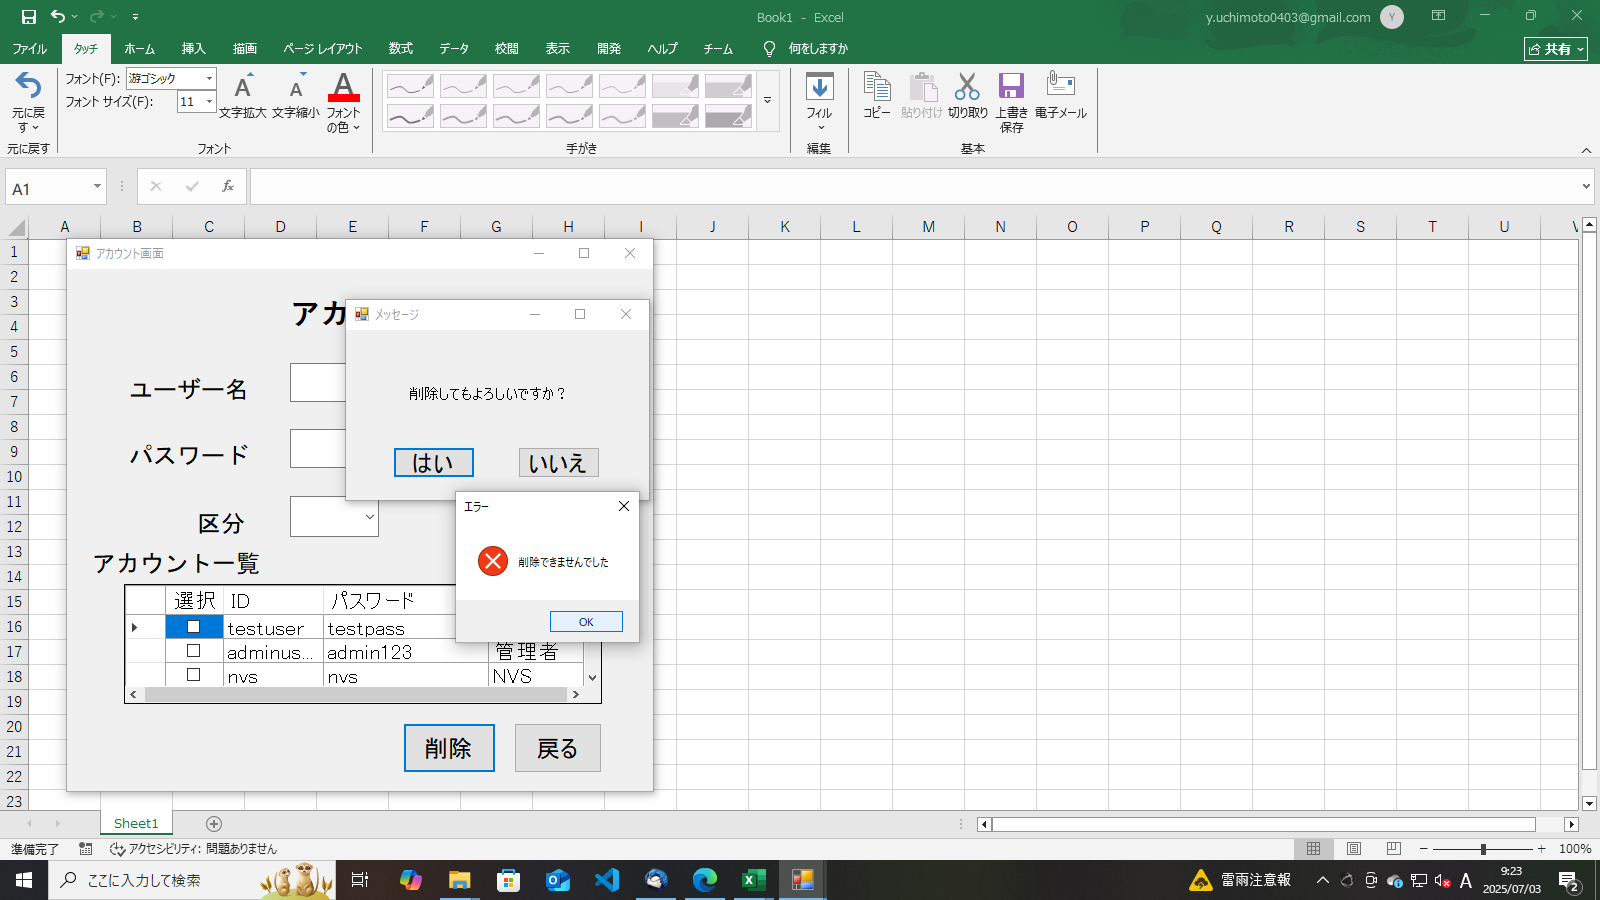 Book1 - Excel
y.uchimoto0403@gmail.com
Y
ファイル タッチ ホーム 挿入 描画 ページ レイアウト 数式 データ 校閲 表示 開発 ヘルプ チーム 何をしますか
共有
元に戻す
元に戻す
フォント(F): 游ゴシック
フォント サイズ(F): 11
文字拡大 文字縮小 フォントの色
フォント
手がき
フィル
編集
コピー 貼り付け 切り取り 上書き保存 電子メール
基本
A1
fx
A B C D E F G H I J K L M N O P Q R S T U V
1
2
3
4
5
6
7
8
9
10
11
12
13
14
15
16
17
18
19
20
21
22
23
アカウント画面
アカ
ユーザー名
パスワード
区分
アカウント一覧
選択 ID パスワード
testuser testpass
adminus... admin123 管理者
nvs nvs NVS
削除 戻る
メッセージ
削除してもよろしいですか？
はい いいえ
エラー
削除できませんでした
OK
Sheet1
準備完了
アクセシビリティ: 問題ありません
100%
ここに入力して検索
雷雨注意報
A
9:23
2025/07/03
2